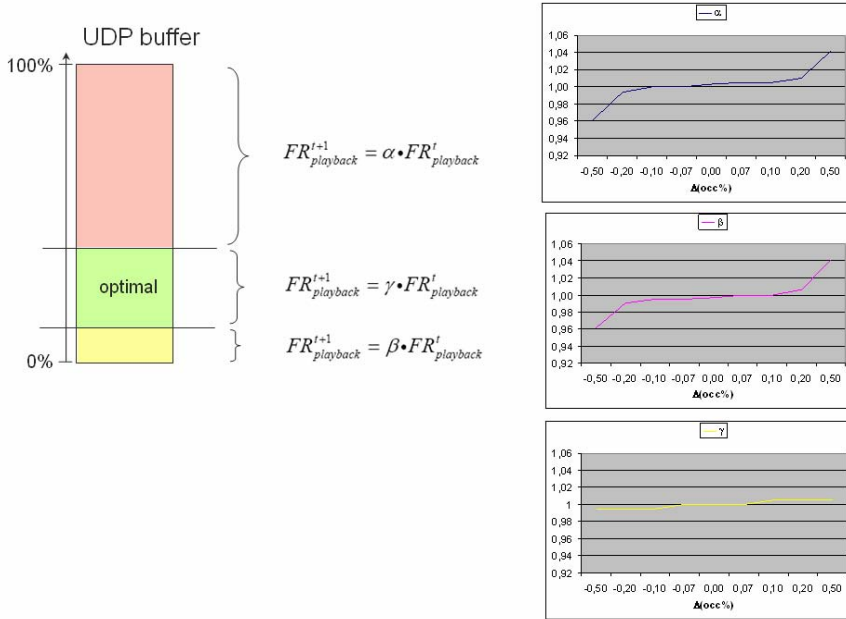 UDP buffer
100%
optimal
0%
FR^{t+1}_{playback} = α•FR^{t}_{playback}
FR^{t+1}_{playback} = γ•FR^{t}_{playback}
FR^{t+1}_{playback} = β•FR^{t}_{playback}
α
1,06
1,04
1,02
1,00
0,98
0,96
0,94
0,92
-0,50 -0,20 -0,10 -0,07 0,00 0,07 0,10 0,20 0,50
Δ(occ%)
β
1,06
1,04
1,02
1,00
0,98
0,96
0,94
0,92
-0,50 -0,20 -0,10 -0,07 0,00 0,07 0,10 0,20 0,50
Δ(occ%)
γ
1,06
1,04
1,02
1
0,98
0,96
0,94
0,92
-0,50 -0,20 -0,10 -0,07 0,00 0,07 0,10 0,20 0,50
Δ(occ%)